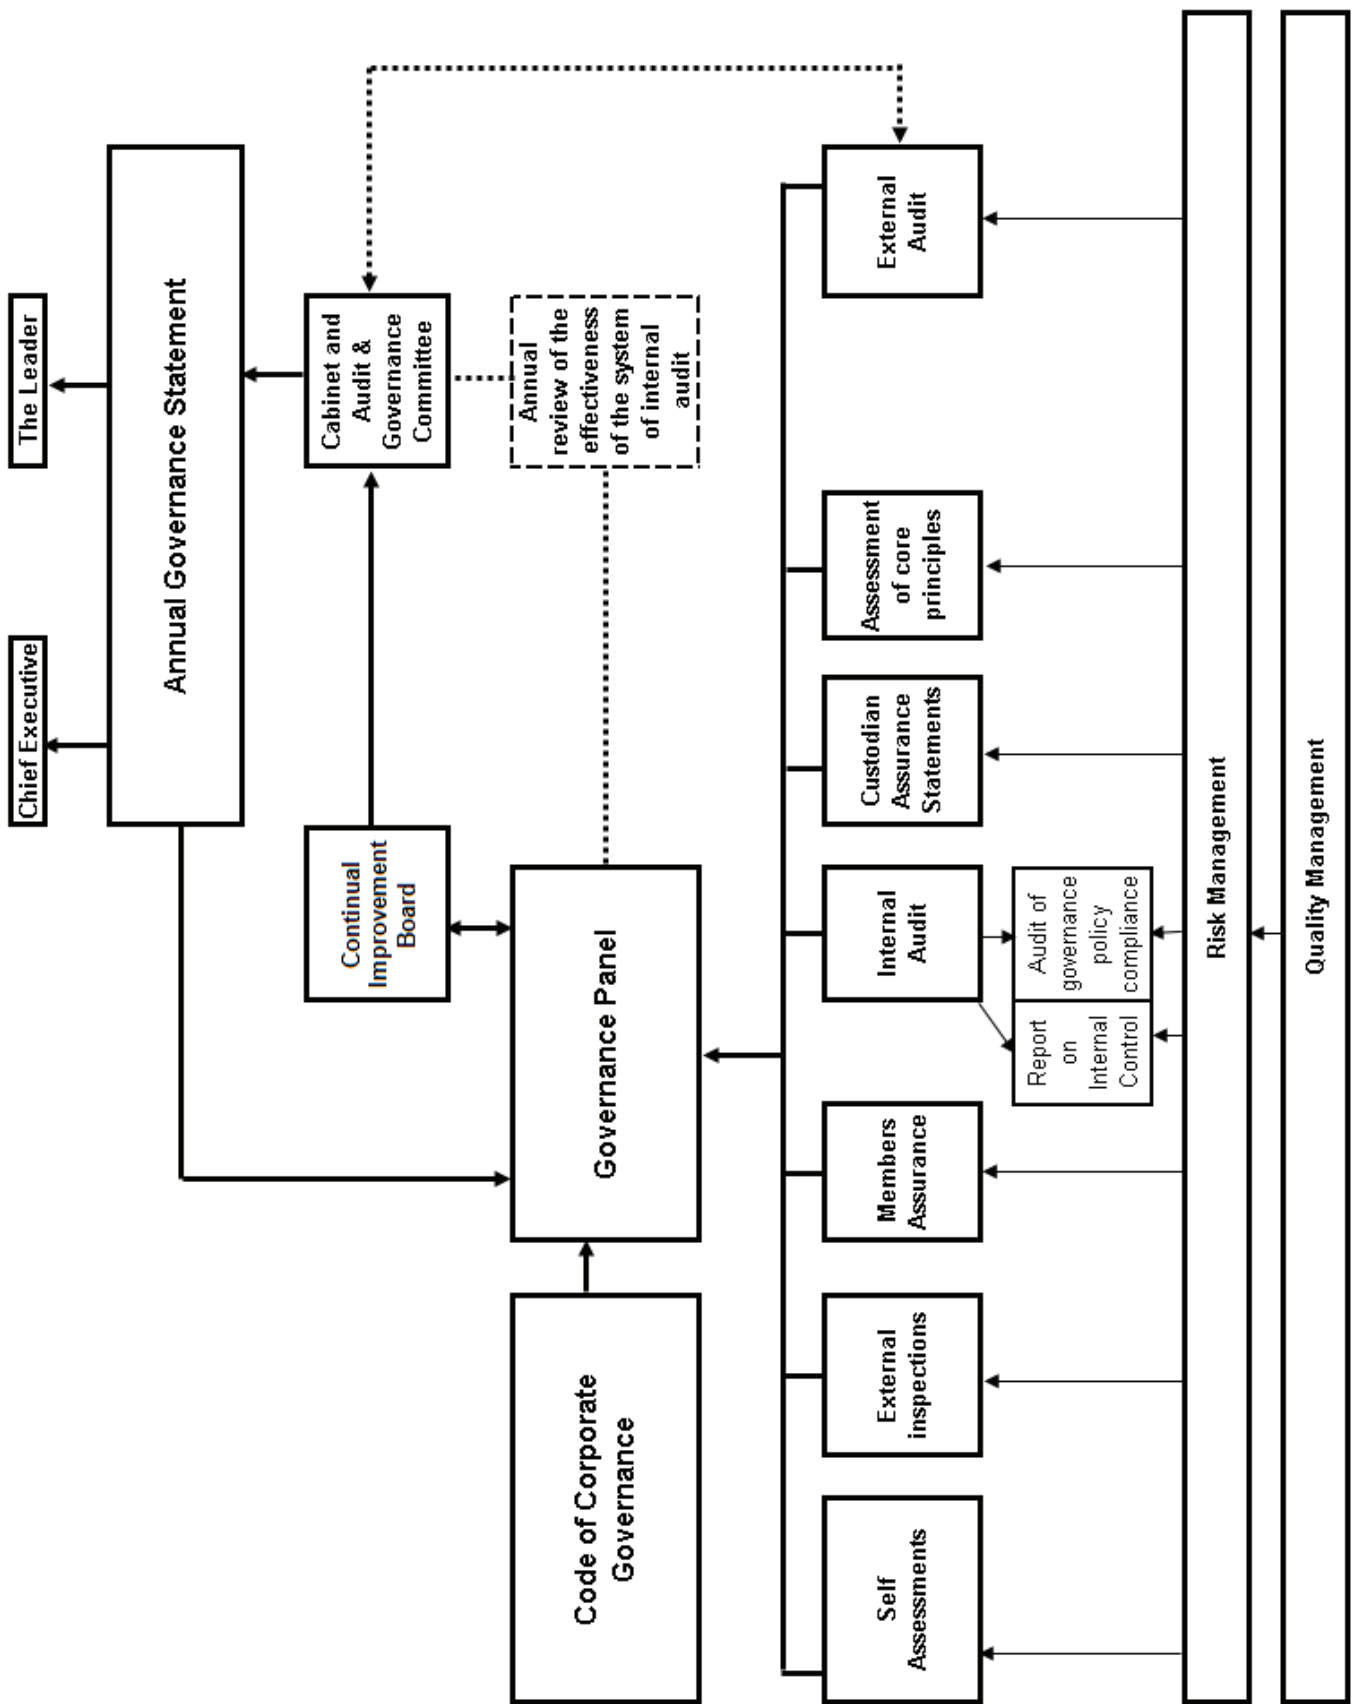 Chief Executive
The Leader
Annual Governance Statement
Continual
Improvement
Board
Cabinet and
Audit &
Governance
Committee
Code of Corporate
Governance
Governance Panel
Annual
review of the
effectiveness
of the system
of internal
audit
Self
Assessments
External
inspections
Members
Assurance
Internal
Audit
Custodian
Assurance
Statements
Assessment
of core
principles
External
Audit
Report
on
Internal
Control
Audit of
governance
policy
compliance
Risk Management
Quality Management